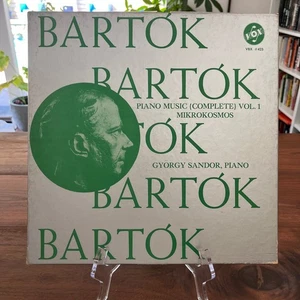 BARTÓK
VOX
BARTÓK
PIANO MUSIC (COMPLETE) VOL. 1
MIKROKOSMOS
TÓK
GYORGY SANDOR, PIANO
BARTÓK
BARTÓK